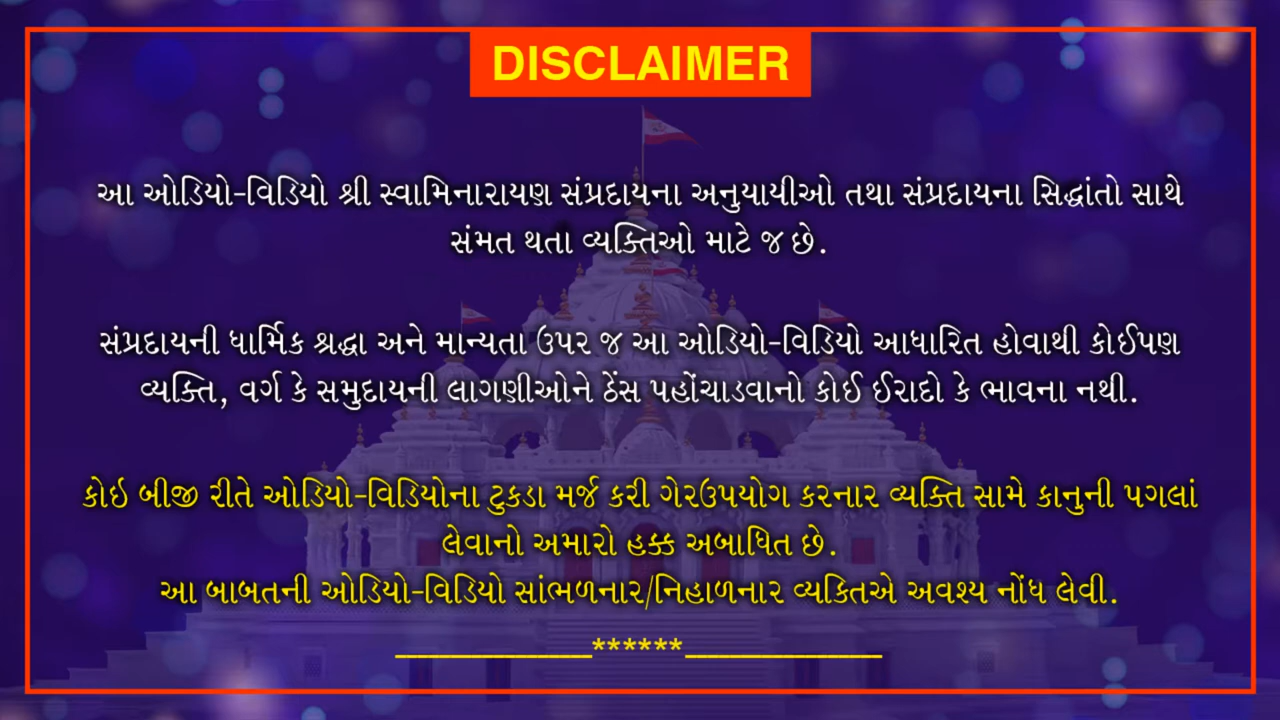 DISCLAIMER
આ ઓડિયો-વિડિયો શ્રી સ્વામિનારાયણ સંપ્રદાયના અનુયાયીઓ તથા સંપ્રદાયના સિદ્ધાંતો સાથે
સંમત થતા વ્યક્તિઓ માટે જ છે.
સંપ્રદાયની ધાર્મિક શ્રદ્ધા અને માન્યતા ઉપર જ આ ઓડિયો-વિડિયો આધારિત હોવાથી કોઈપણ
વ્યક્તિ, વર્ગ કે સમુદાયની લાગણીઓને ઠેંસ પહોંચાડવાનો કોઈ ઈરાદો કે ભાવના નથી.
કોઇ બીજી રીતે ઓડિયો-વિડિયોના ટુકડા મર્જ કરી ગેરઉપયોગ કરનાર વ્યક્તિ સામે કાનુની પગલાં
લેવાનો અમારો હક્ક અબાધિત છે.
આ બાબતની ઓડિયો-વિડિયો સાંભળનાર/નિહાળનાર વ્યકિતએ અવશ્ય નોંધ લેવી.
________________******________________